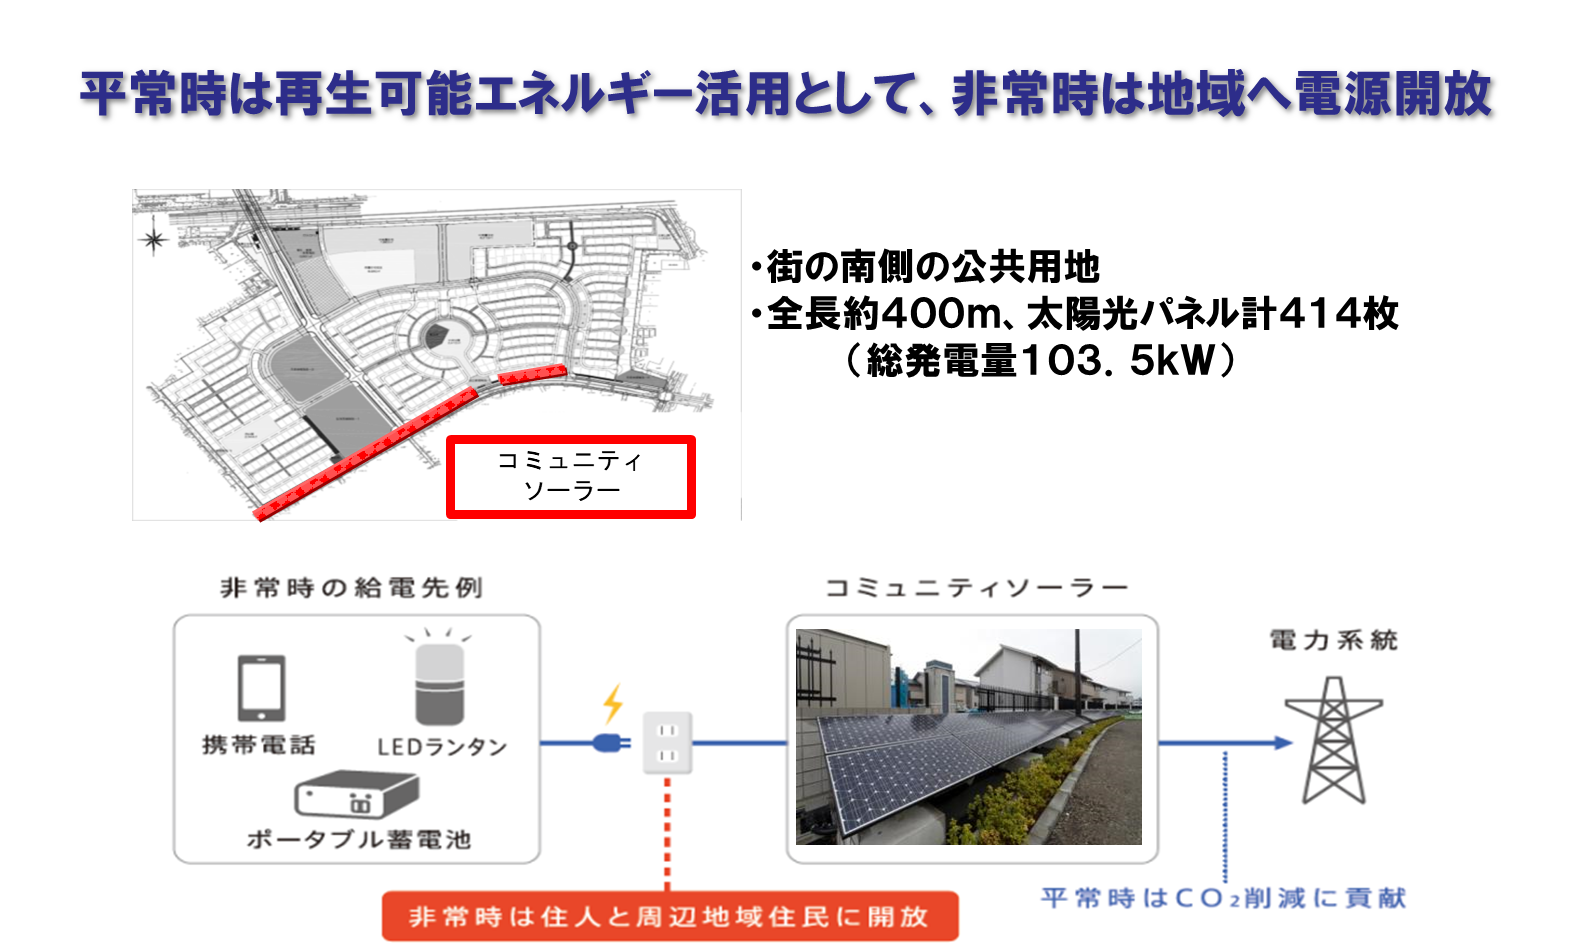 平常時は再生可能エネルギー活用として、非常時は地域へ電源開放
・街の南側の公共用地
・全長約400m、太陽光パネル計414枚
（総発電量103．5kW）
コミュニティ
ソーラー
非常時の給電先例
コミュニティソーラー
電力系統
携帯電話
LEDランタン
ポータブル蓄電池
平常時はCO₂削減に貢献
非常時は住人と周辺地域住民に開放